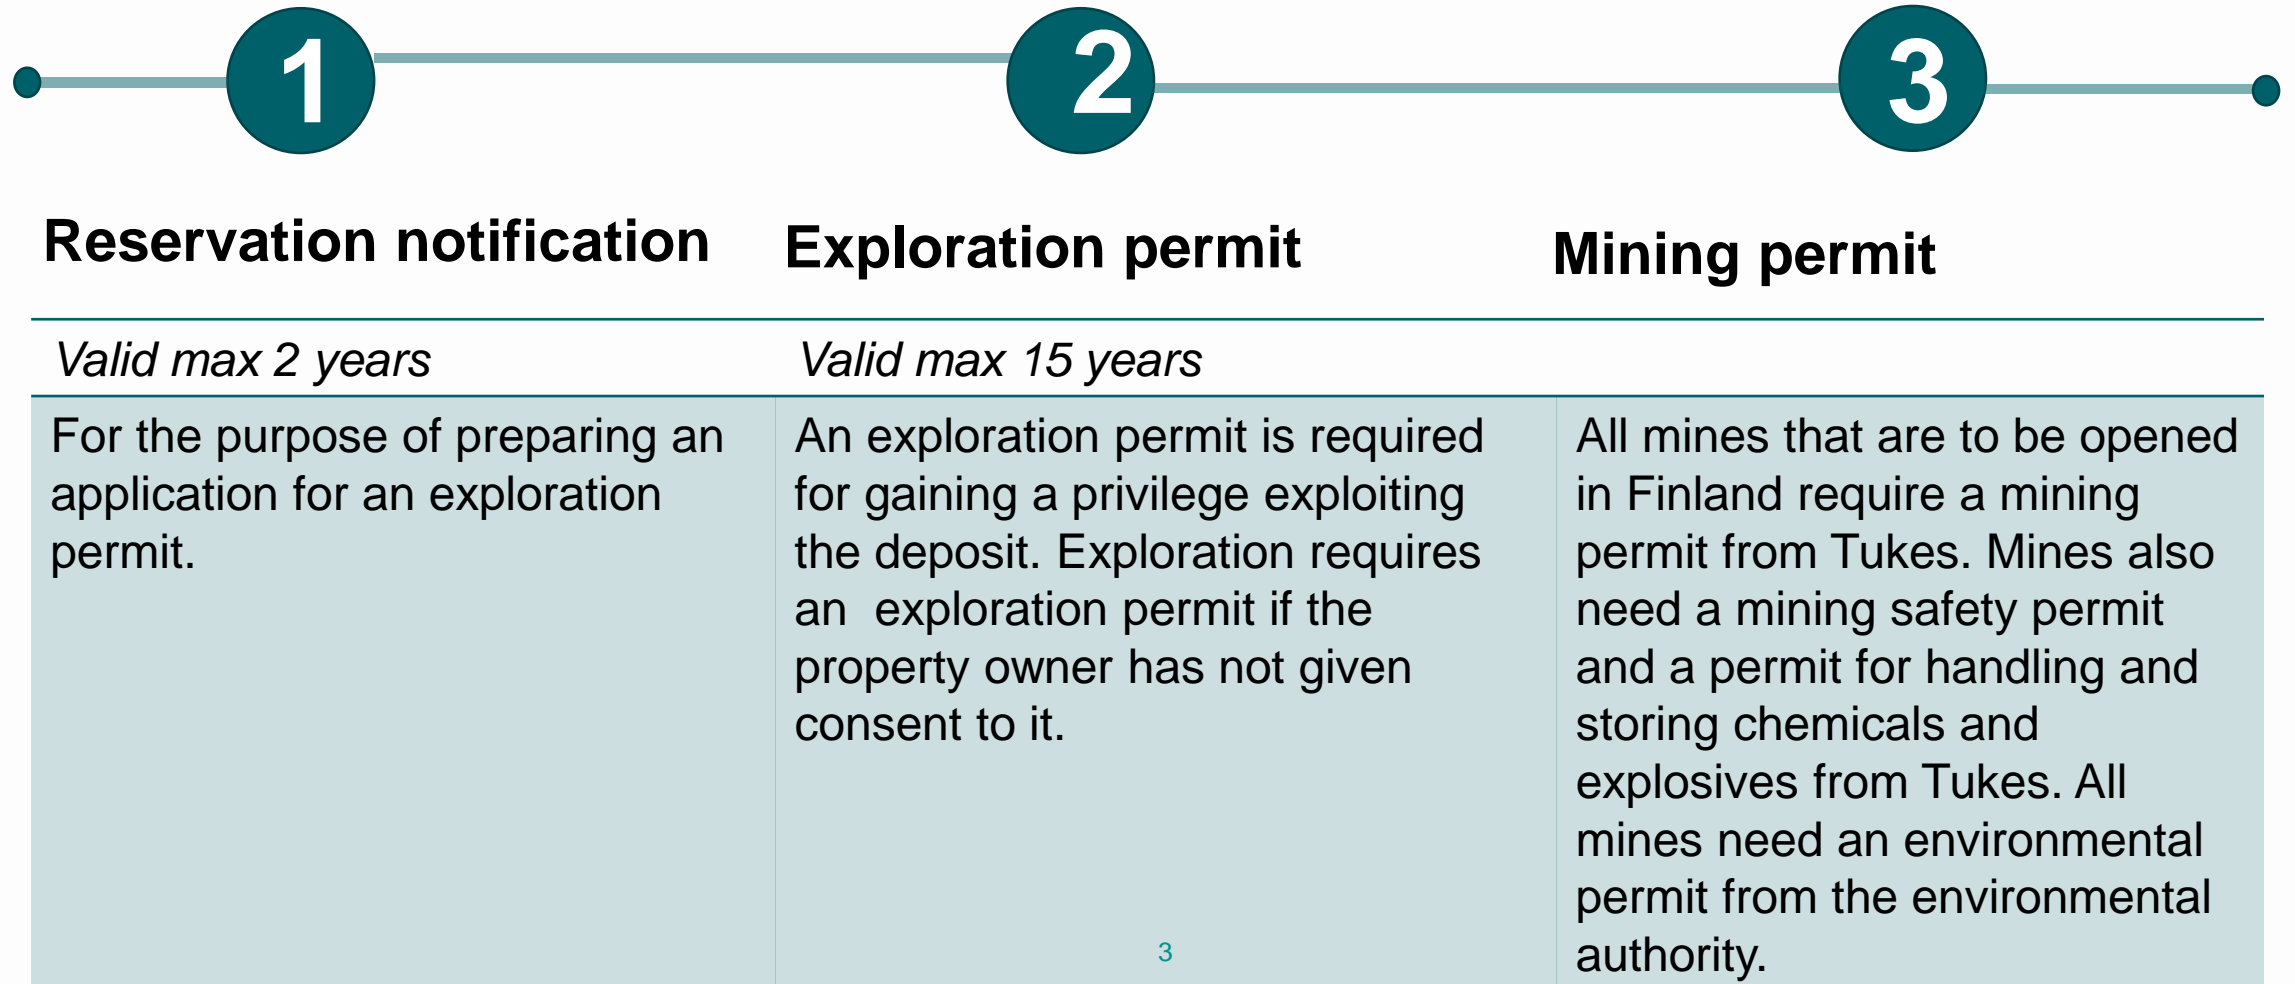 1
2
3
Reservation notification
Exploration permit
Mining permit
Valid max 2 years
Valid max 15 years
For the purpose of preparing an
application for an exploration
permit.
An exploration permit is required
for gaining a privilege exploiting
the deposit. Exploration requires
an  exploration permit if the
property owner has not given
consent to it.
All mines that are to be opened
in Finland require a mining
permit from Tukes. Mines also
need a mining safety permit
and a permit for handling and
storing chemicals and
explosives from Tukes. All
mines need an environmental
permit from the environmental
authority.
3